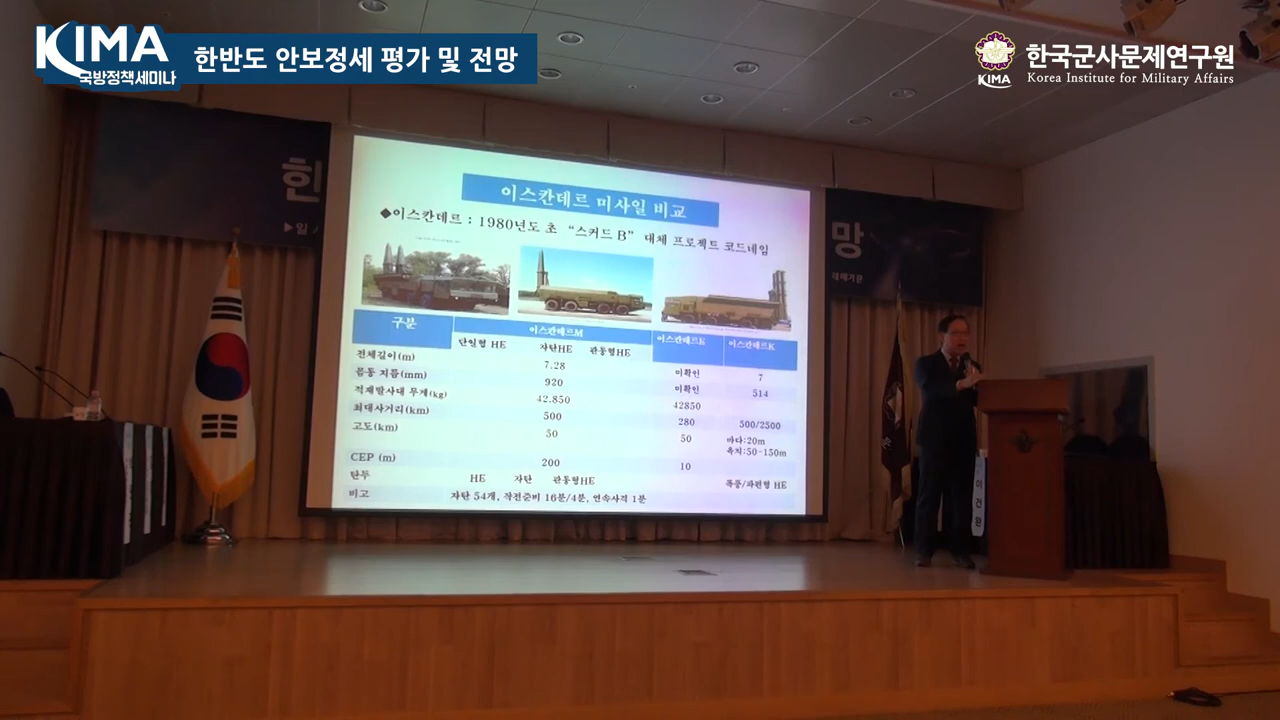 KIMA
국방정책세미나
한반도 안보정세 평가 및 전망
한국군사문제연구원
KIMA
Korea Institute for Military Affairs
한
▶일
망
이스칸데르 미사일 비교
◆이스칸데르 : 1980년도 초 “스커드 B” 대체 프로젝트 코드네임
구분 이스칸데르M 이스칸데르E 이스칸데르K
단일형 HE 자탄HE 관통형HE
전체길이(m) 7.28 미확인 7
몸통 지름(mm) 920 미확인 514
적재발사대 무게(kg) 42.850 42850
최대사거리(km) 500 280 500/2500
고도(km) 50 50 바다:20m
육지:50-150m
CEP (m) 200 10
탄두 HE 자탄 관통형HE 폭풍/파편형 HE
비고 자탄 54개, 작전준비 16분/4분, 연속사격 1분
이건완